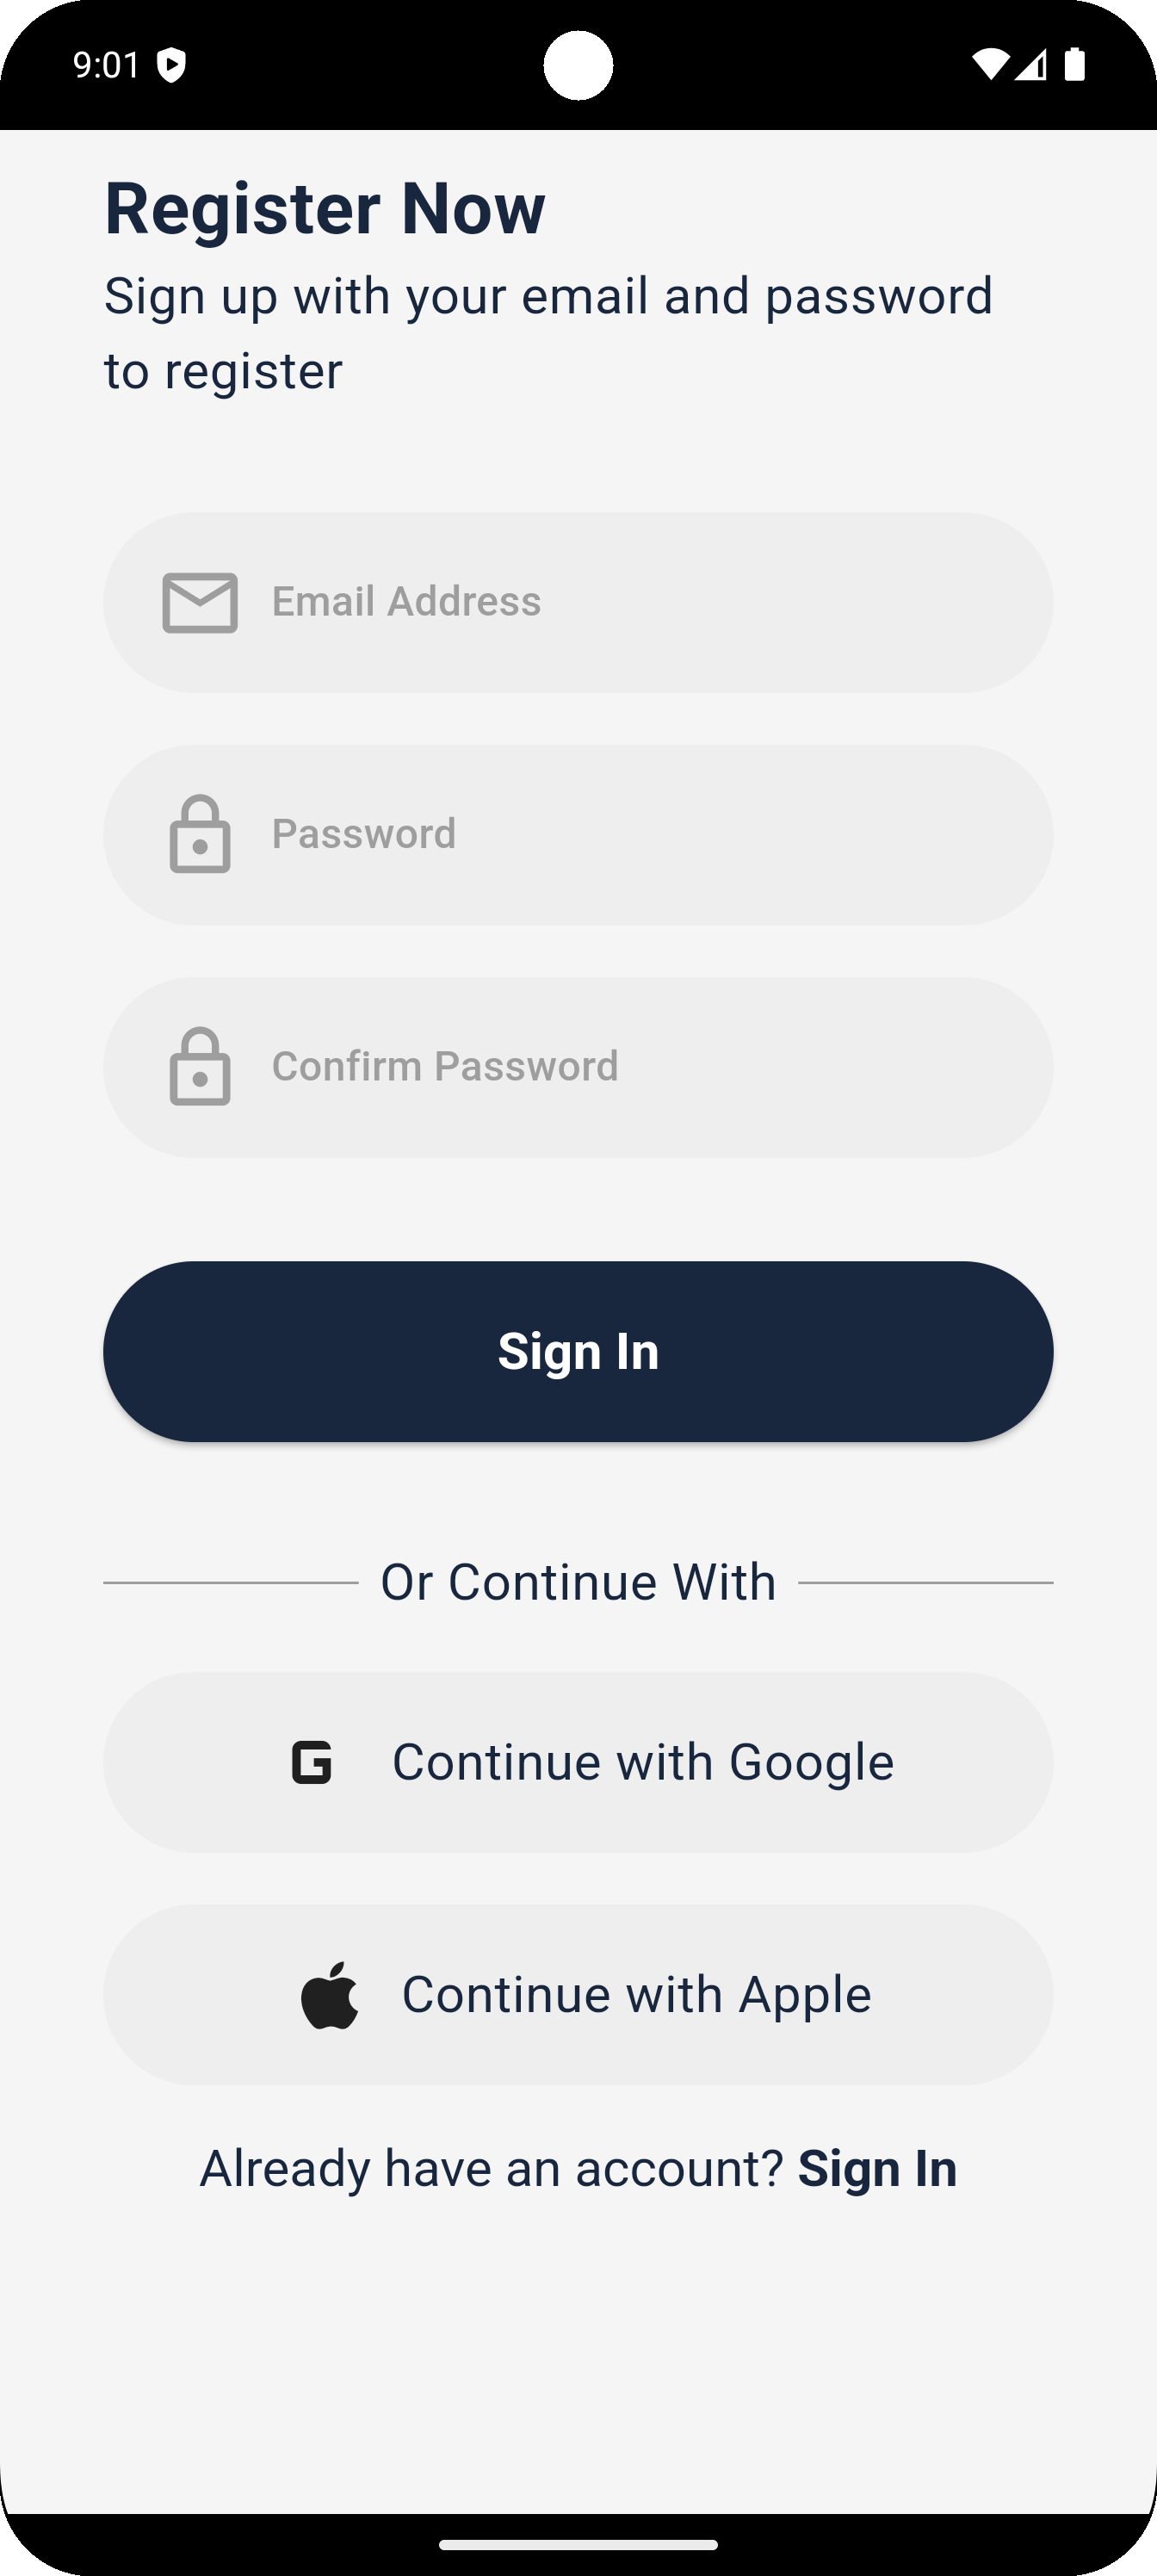 9:01
Register Now
Sign up with your email and password
to register
Email Address
Password
Confirm Password
Sign In
Or Continue With
G Continue with Google
Continue with Apple
Already have an account? Sign In